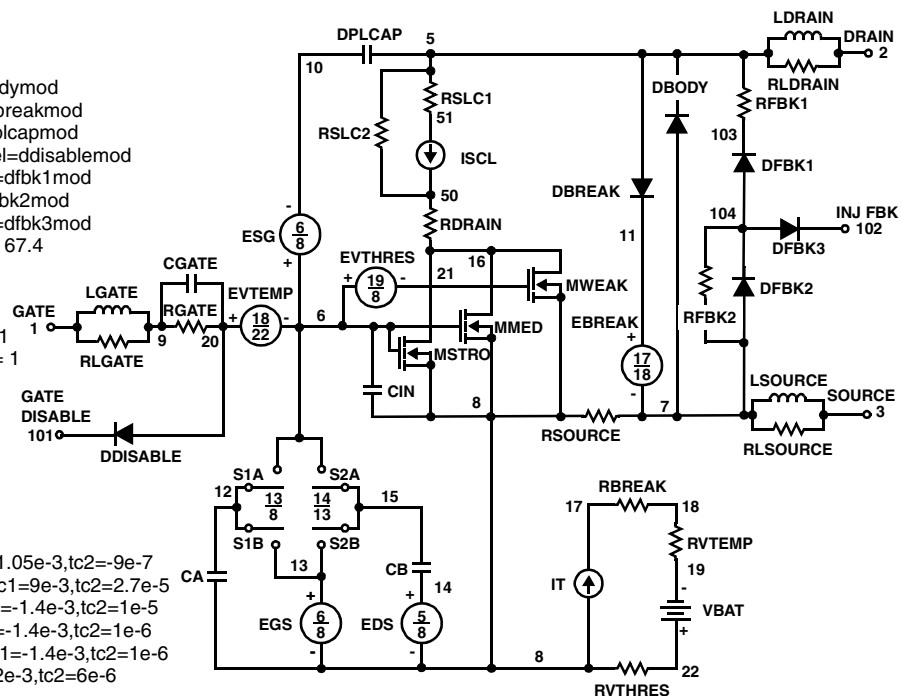 LDRAIN
DPLCAP
5
DRAIN
2
10
RLDRAIN
dymod
reakmod
lcapmod
el=ddisablemod
=dfbk1mod
bk2mod
=dfbk3mod
67.4
RSLC1
51
RSLC2
ISCL
50
DBODY
RFBK1
103
DFBK1
DBREAK
RDRAIN
104
INJ FBK
102
DFBK3
-
ESG
6
8
+
11
EVTHRES
16
21
+
19
8
-
MWEAK
DFBK2
RFBK2
CGATE
LGATE
EVTEMP
GATE
1
RGATE
+
18
22
-
6
9
20
RLGATE
1
= 1
MMED
MSTRO
EBREAK
+
17
18
-
CIN
8
7
RSOURCE
LSOURCE
SOURCE
3
RLSOURCE
GATE
DISABLE
101
DDISABLE
S1A
S2A
12
13
8
14
13
15
S1B
S2B
13
CA
CB
14
+
EGS
6
8
-
+
EDS
5
8
-
RBREAK
17
18
RVTEMP
19
IT
-
VBAT
+
8
22
RVTHRES
1.05e-3,tc2=-9e-7
c1=9e-3,tc2=2.7e-5
=-1.4e-3,tc2=1e-5
=-1.4e-3,tc2=1e-6
1=-1.4e-3,tc2=1e-6
2e-3,tc2=6e-6